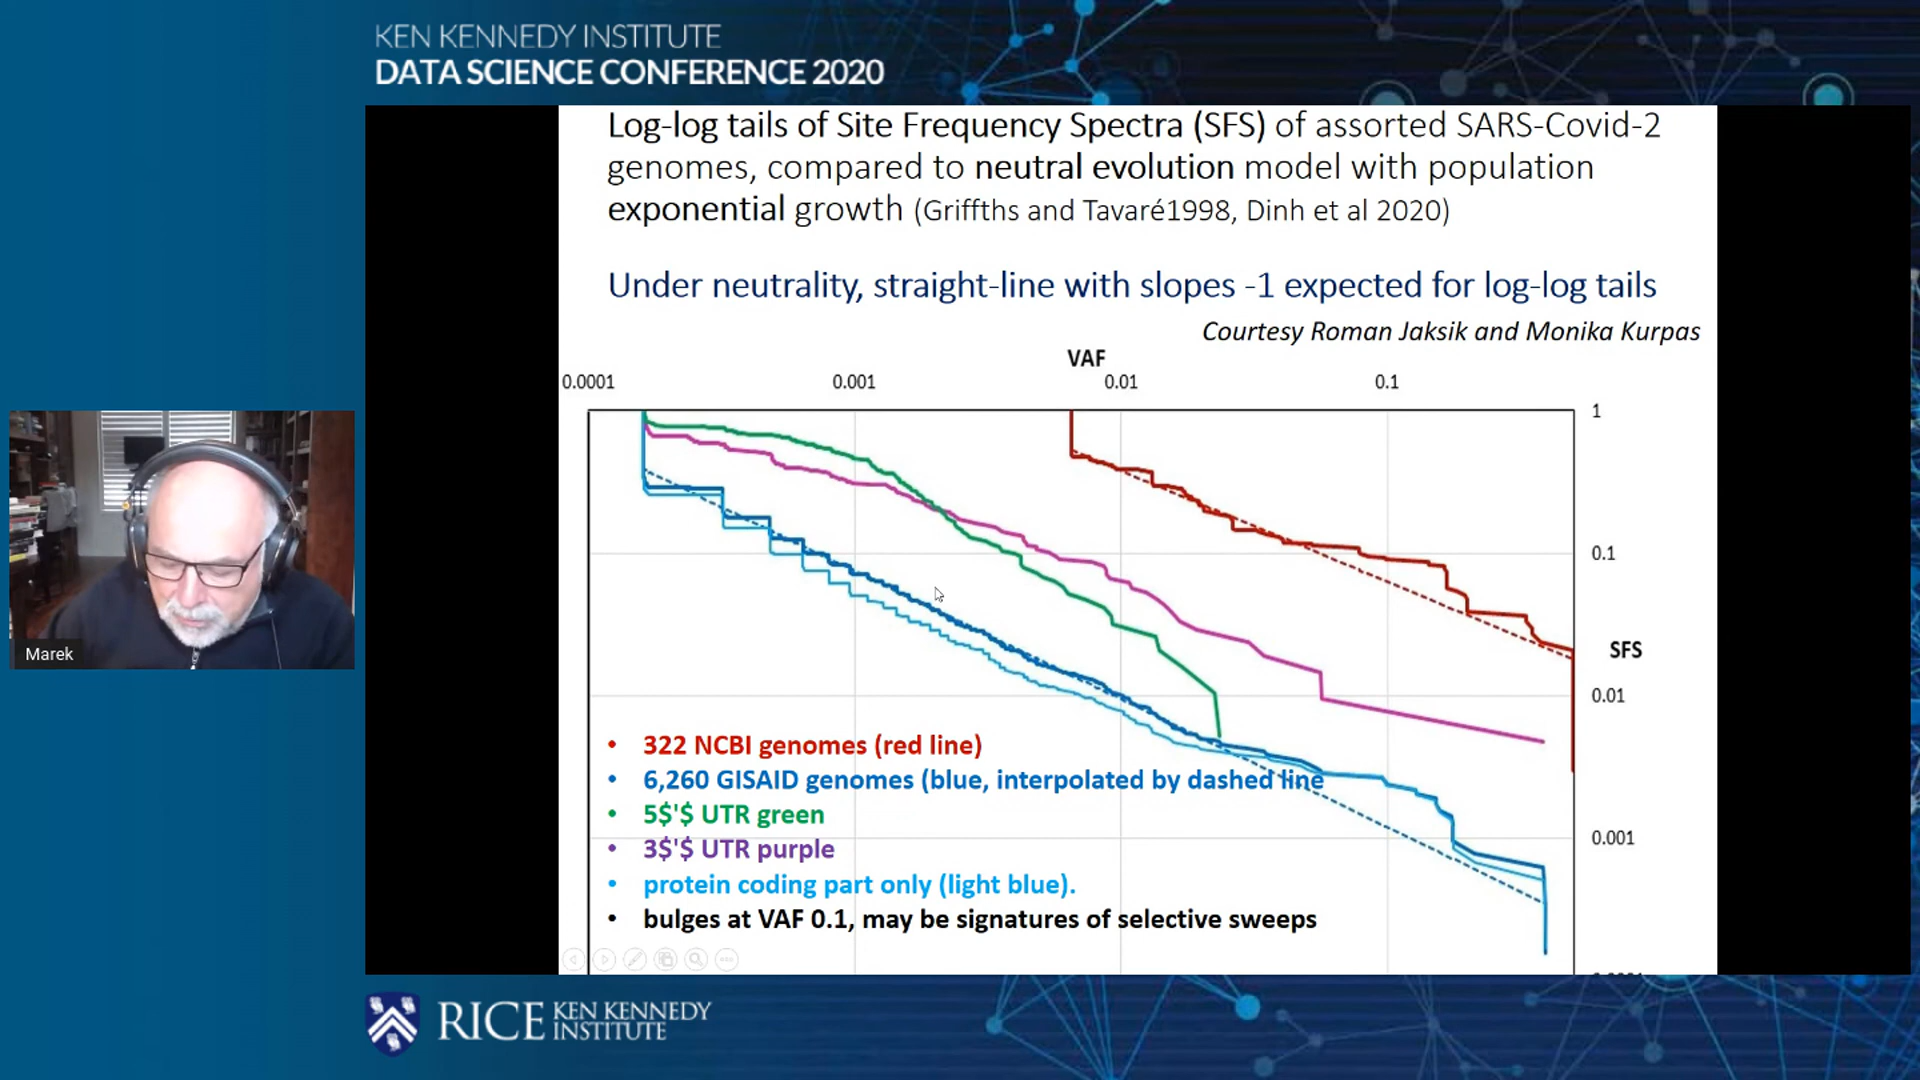 KEN KENNEDY INSTITUTE
DATA SCIENCE CONFERENCE 2020
Log-log tails of Site Frequency Spectra (SFS) of assorted SARS-Covid-2
genomes, compared to neutral evolution model with population
exponential growth (Griffths and Tavaré1998, Dinh et al 2020)
Under neutrality, straight-line with slopes -1 expected for log-log tails
Courtesy Roman Jaksik and Monika Kurpas
VAF
0.0001 0.001 0.01 0.1
1
0.1
SFS
0.01
0.001
• 322 NCBI genomes (red line)
• 6,260 GISAID genomes (blue, interpolated by dashed line
• 5$'$ UTR green
• 3$'$ UTR purple
• protein coding part only (light blue).
• bulges at VAF 0.1, may be signatures of selective sweeps
Marek
RICE KEN KENNEDY
INSTITUTE